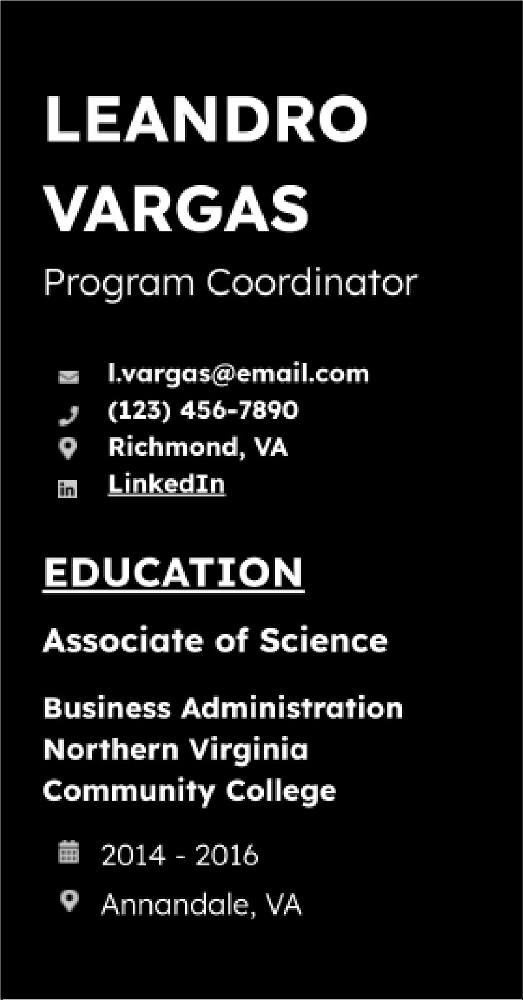 LEANDRO
VARGAS
Program Coordinator
l.vargas@email.com
(123) 456-7890
Richmond, VA
LinkedIn
EDUCATION
Associate of Science
Business Administration
Northern Virginia
Community College
2014 - 2016
Annandale, VA